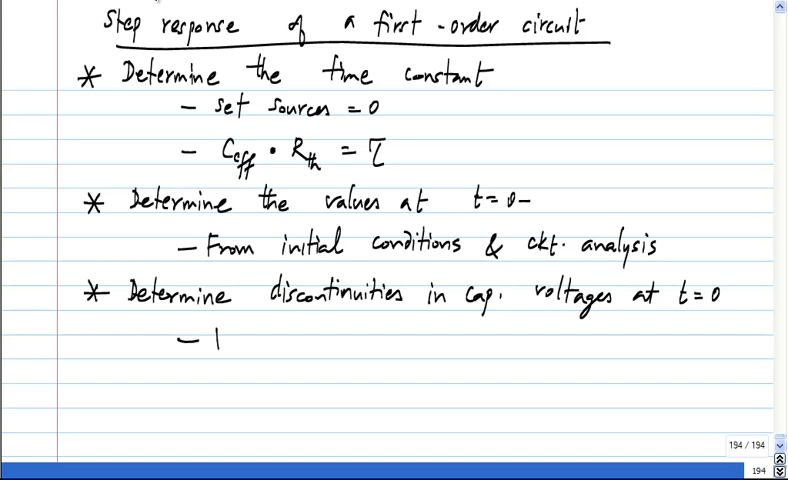 Step response of a first-order circuit
* Determine the time constant
- set sources = 0
- Ceff · Rth = τ
* Determine the values at t=0-
- From initial conditions & ckt. analysis
* Determine discontinuities in cap. voltages at t=0
-
194 / 194
194